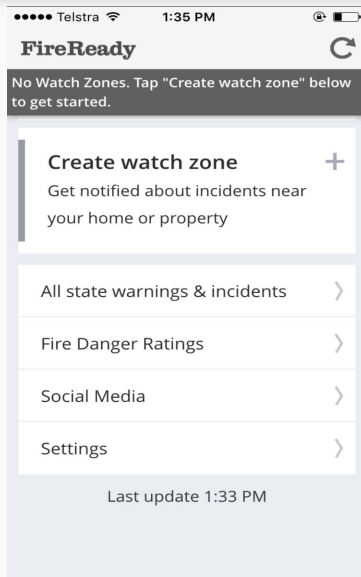 Telstra 1:35 PM
FireReady
No Watch Zones. Tap "Create watch zone" below
to get started.
Create watch zone
Get notified about incidents near
your home or property
All state warnings & incidents
Fire Danger Ratings
Social Media
Settings
Last update 1:33 PM